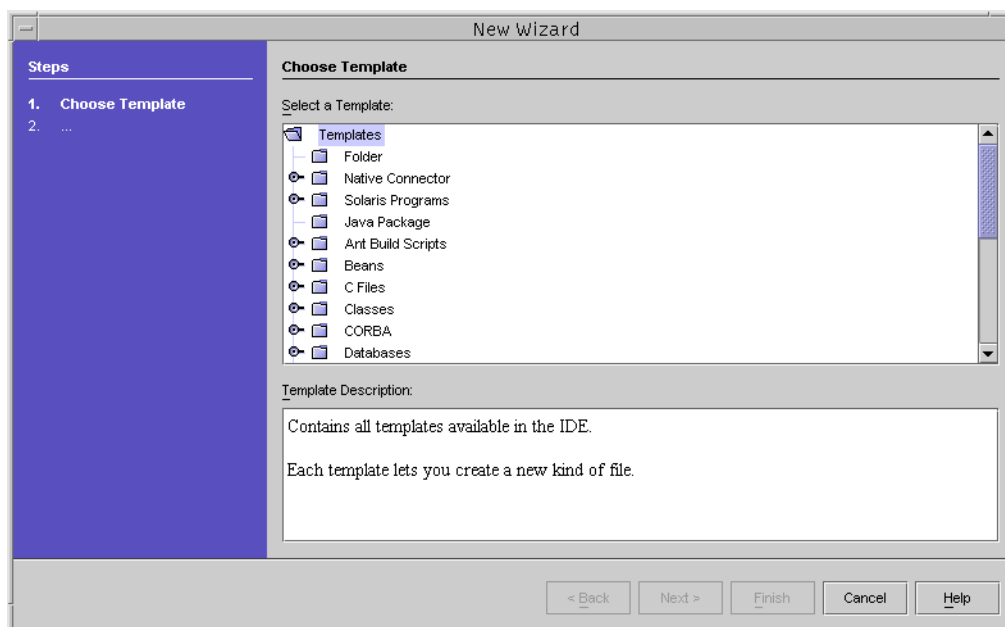 New Wizard
Steps
1. Choose Template
2. ...
Choose Template
Select a Template:
Templates
Folder
Native Connector
Solaris Programs
Java Package
Ant Build Scripts
Beans
C Files
Classes
CORBA
Databases
Template Description:
Contains all templates available in the IDE.
Each template lets you create a new kind of file.
< Back Next > Finish Cancel Help